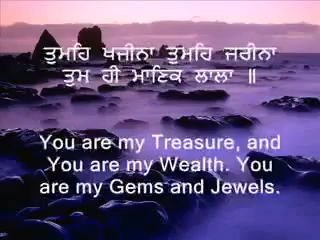 ਤੁਮਹਿ ਖਜੀਨਾ ਤੁਮਹਿ ਜਰੀਨਾ
ਤੁਮ ਹੀ ਮਾਣਿਕ ਲਾਲਾ ॥
You are my Treasure, and
You are my Wealth. You
are my Gems and Jewels.